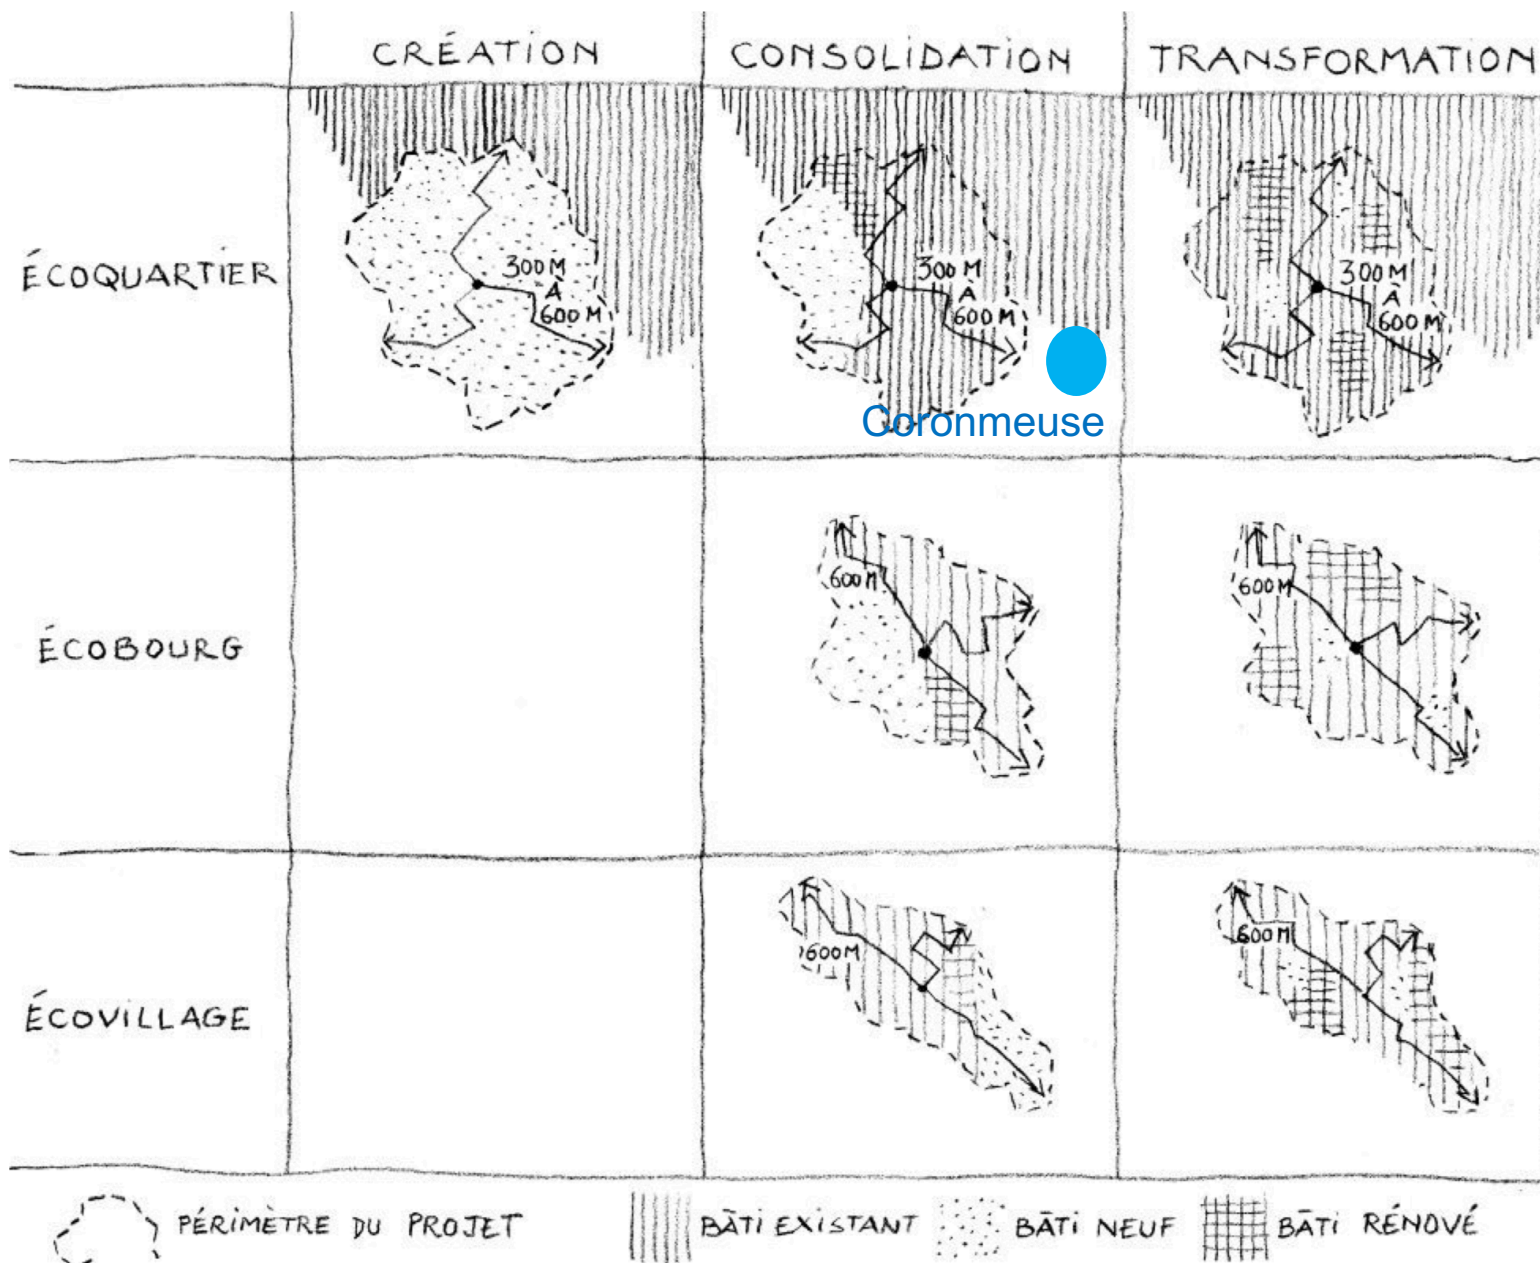 CRÉATION
CONSOLIDATION
TRANSFORMATION
ÉCOQUARTIER
300 M
À
600 M
300 M
À
600 M
300 M
À
600 M
Coronmeuse
ÉCOBOURG
600 M
600 M
ÉCOVILLAGE
600 M
600 M
PÉRIMÈTRE DU PROJET
BÂTI EXISTANT
BÂTI NEUF
BÂTI RÉNOVÉ